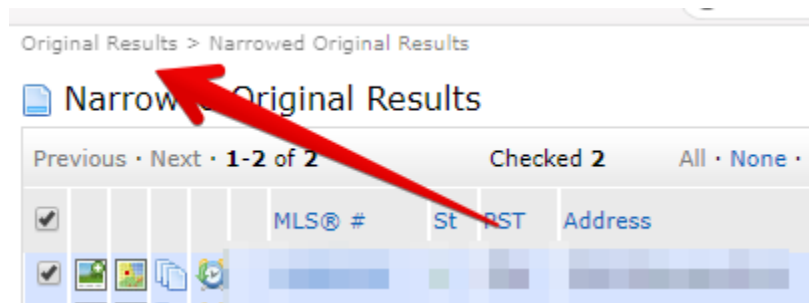 Original Results > Narrowed Original Results
Narrowed Original Results
Previous · Next · 1-2 of 2 Checked 2 All · None ·
MLS® # St PST Address